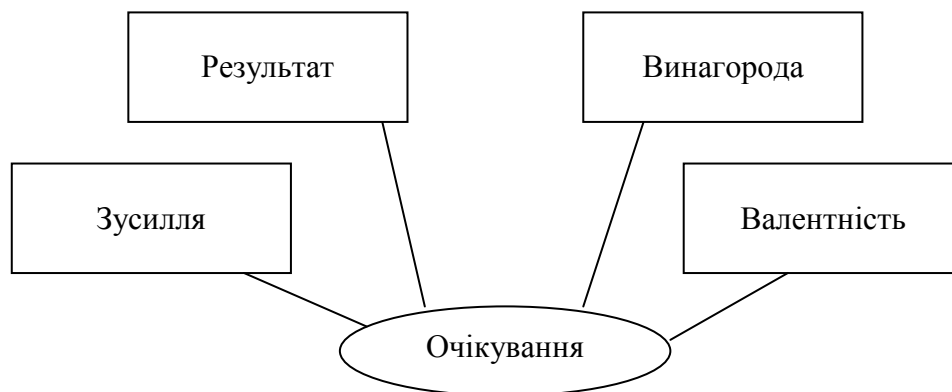 Результат
Винагорода
Зусилля
Валентність
Очікування